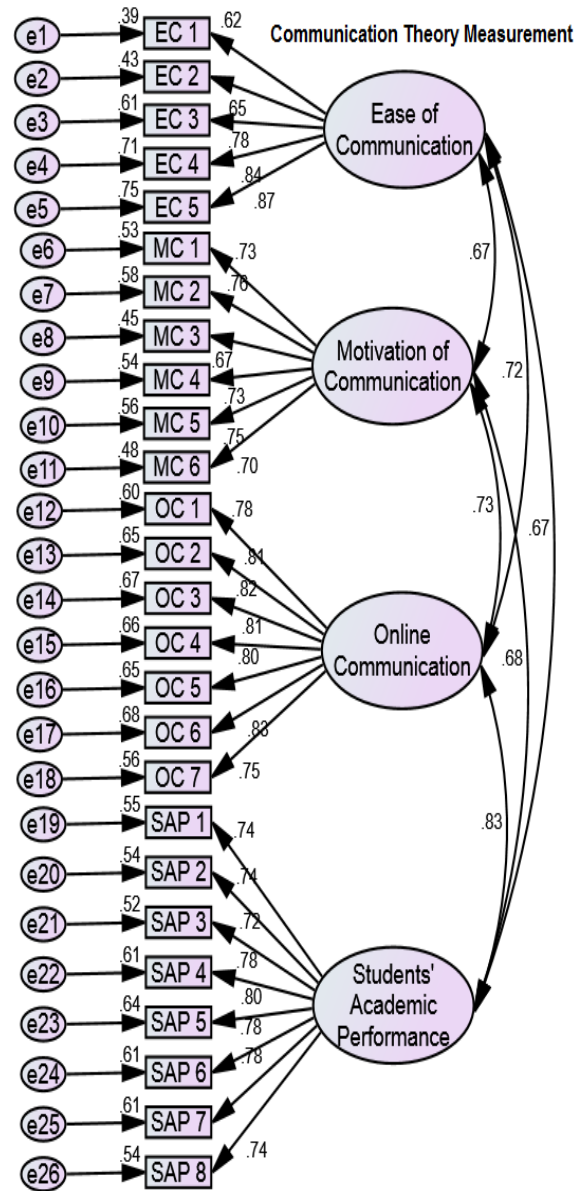 Communication Theory Measurement
e1 .39 EC 1 .62
e2 .43 EC 2 .65
e3 .61 EC 3 .78
e4 .71 EC 4 .84
e5 .75 EC 5 .87
Ease of
Communication
e6 .53 MC 1 .73
e7 .58 MC 2 .76
e8 .45 MC 3 .67
e9 .54 MC 4 .73
e10 .56 MC 5 .75
e11 .48 MC 6 .70
Motivation of
Communication
e12 .60 OC 1 .78
e13 .65 OC 2 .81
e14 .67 OC 3 .82
e15 .66 OC 4 .81
e16 .65 OC 5 .80
e17 .68 OC 6 .83
e18 .56 OC 7 .75
Online
Communication
e19 .55 SAP 1 .74
e20 .54 SAP 2 .74
e21 .52 SAP 3 .72
e22 .61 SAP 4 .78
e23 .64 SAP 5 .80
e24 .61 SAP 6 .78
e25 .61 SAP 7 .78
e26 .54 SAP 8 .74
Students'
Academic
Performance
.67
.72
.73
.67
.68
.83